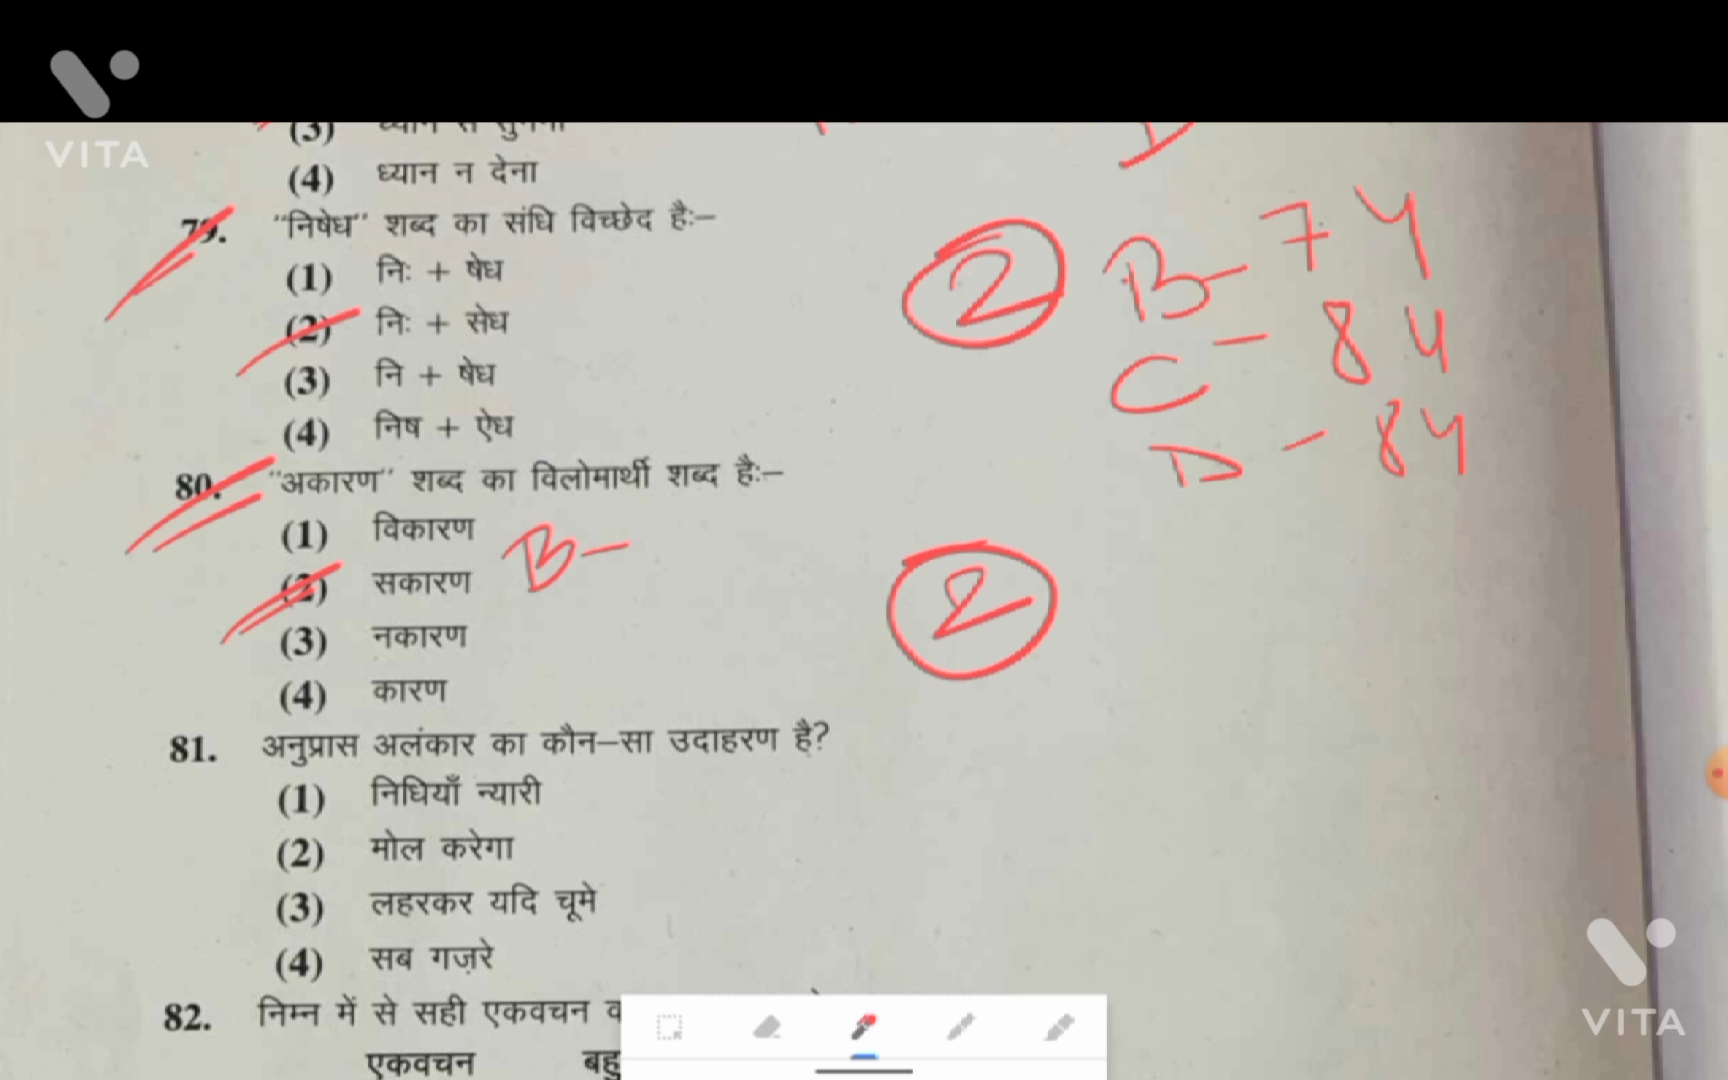 VITA
(3) ध्यान से सुनना
(4) ध्यान न देना
79. "निषेध" शब्द का संधि विच्छेद हैः–
(1) निः + षेध
(2) निः + सेध
(3) नि + षेध
(4) निष + ऐध
2
B - 74
C - 84
D - 84
80. "अकारण" शब्द का विलोमार्थी शब्द हैः–
(1) विकारण
B -
(2) सकारण
(3) नकारण
(4) कारण
2
81. अनुप्रास अलंकार का कौन–सा उदाहरण है?
(1) निधियाँ न्यारी
(2) मोल करेगा
(3) लहरकर यदि चूमे
(4) सब गज़रे
82. निम्न में से सही एकवचन
एकवचन
VITA